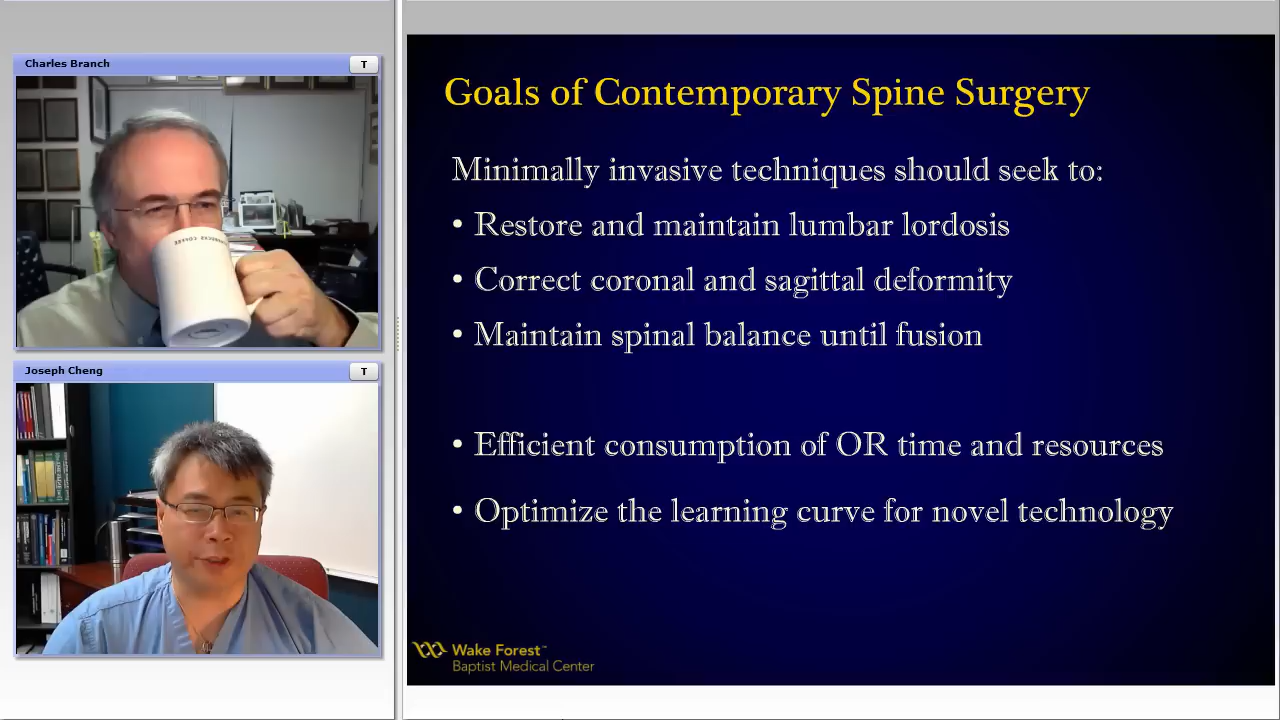 Charles Branch
T
Joseph Cheng
T
Goals of Contemporary Spine Surgery
Minimally invasive techniques should seek to:
• Restore and maintain lumbar lordosis
• Correct coronal and sagittal deformity
• Maintain spinal balance until fusion
• Efficient consumption of OR time and resources
• Optimize the learning curve for novel technology
Wake Forest™
Baptist Medical Center